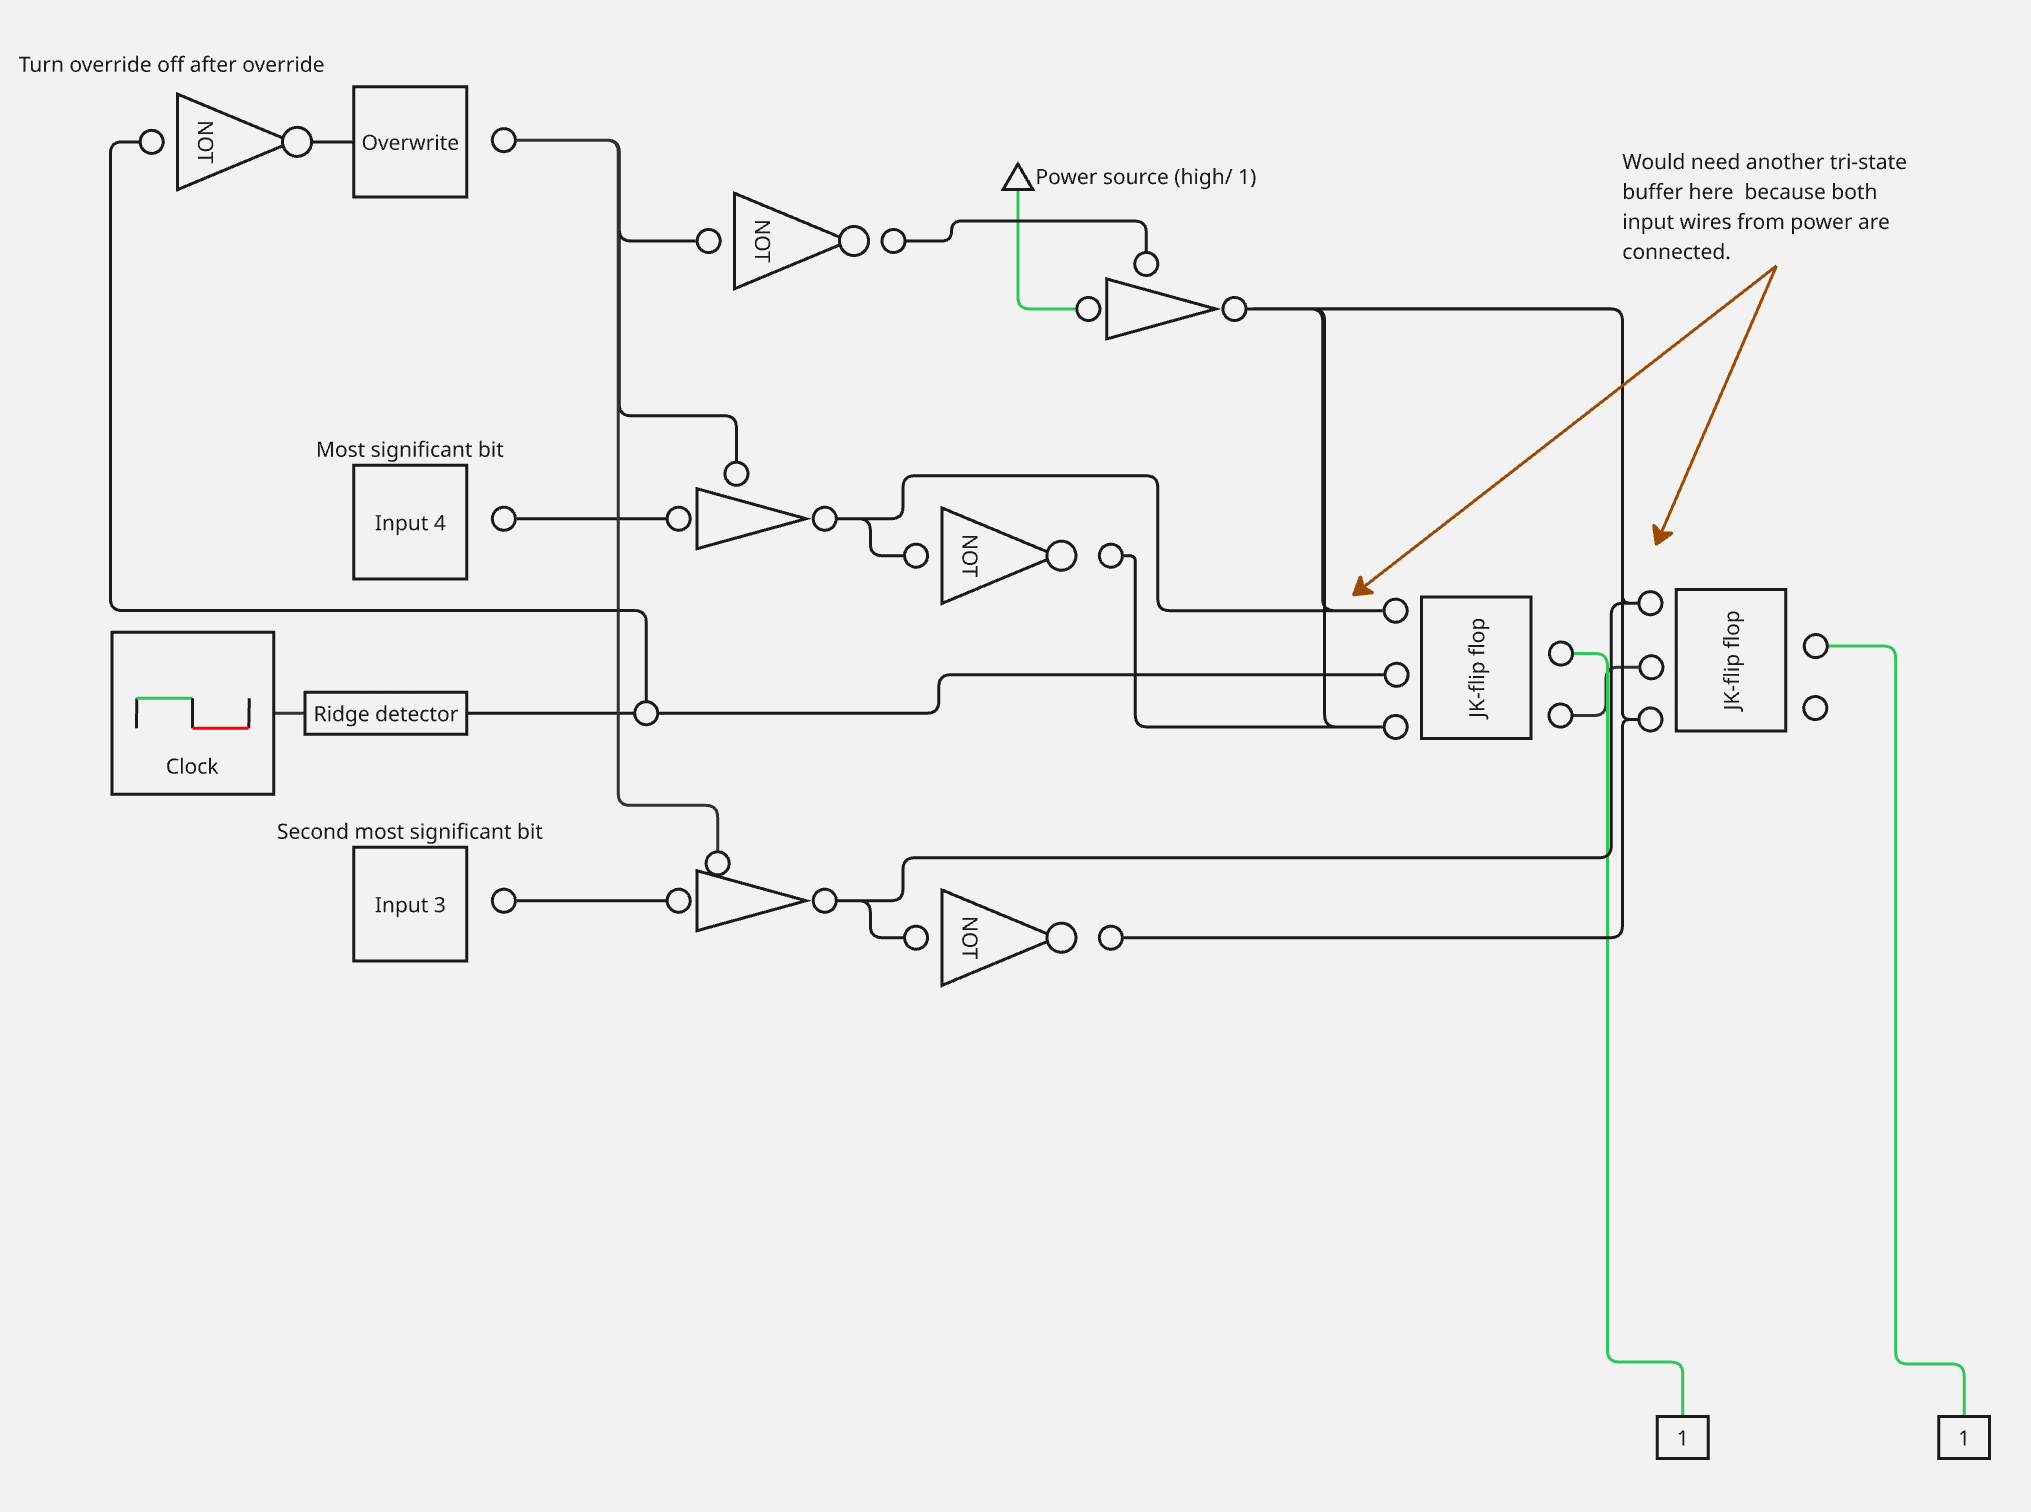 Turn override off after override
NOT
Overwrite
Power source (high/ 1)
Would need another tri-state
buffer here  because both
input wires from power are
connected.
NOT
Most significant bit
Input 4
NOT
JK-flip flop
JK-flip flop
Ridge detector
Clock
Second most significant bit
Input 3
NOT
1
1